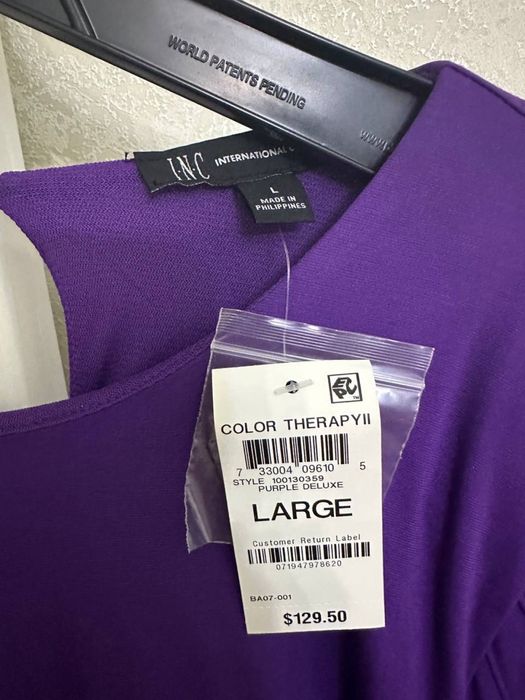 WORLD PATENTS PENDING
WWW.
I·N·C INTERNATIONAL
L
MADE IN
PHILIPPINES
COLOR THERAPYII
7 33004 09610 5
STYLE 100130359
PURPLE DELUXE
LARGE
Customer Return Label
071947978620
BA07-001
$129.50